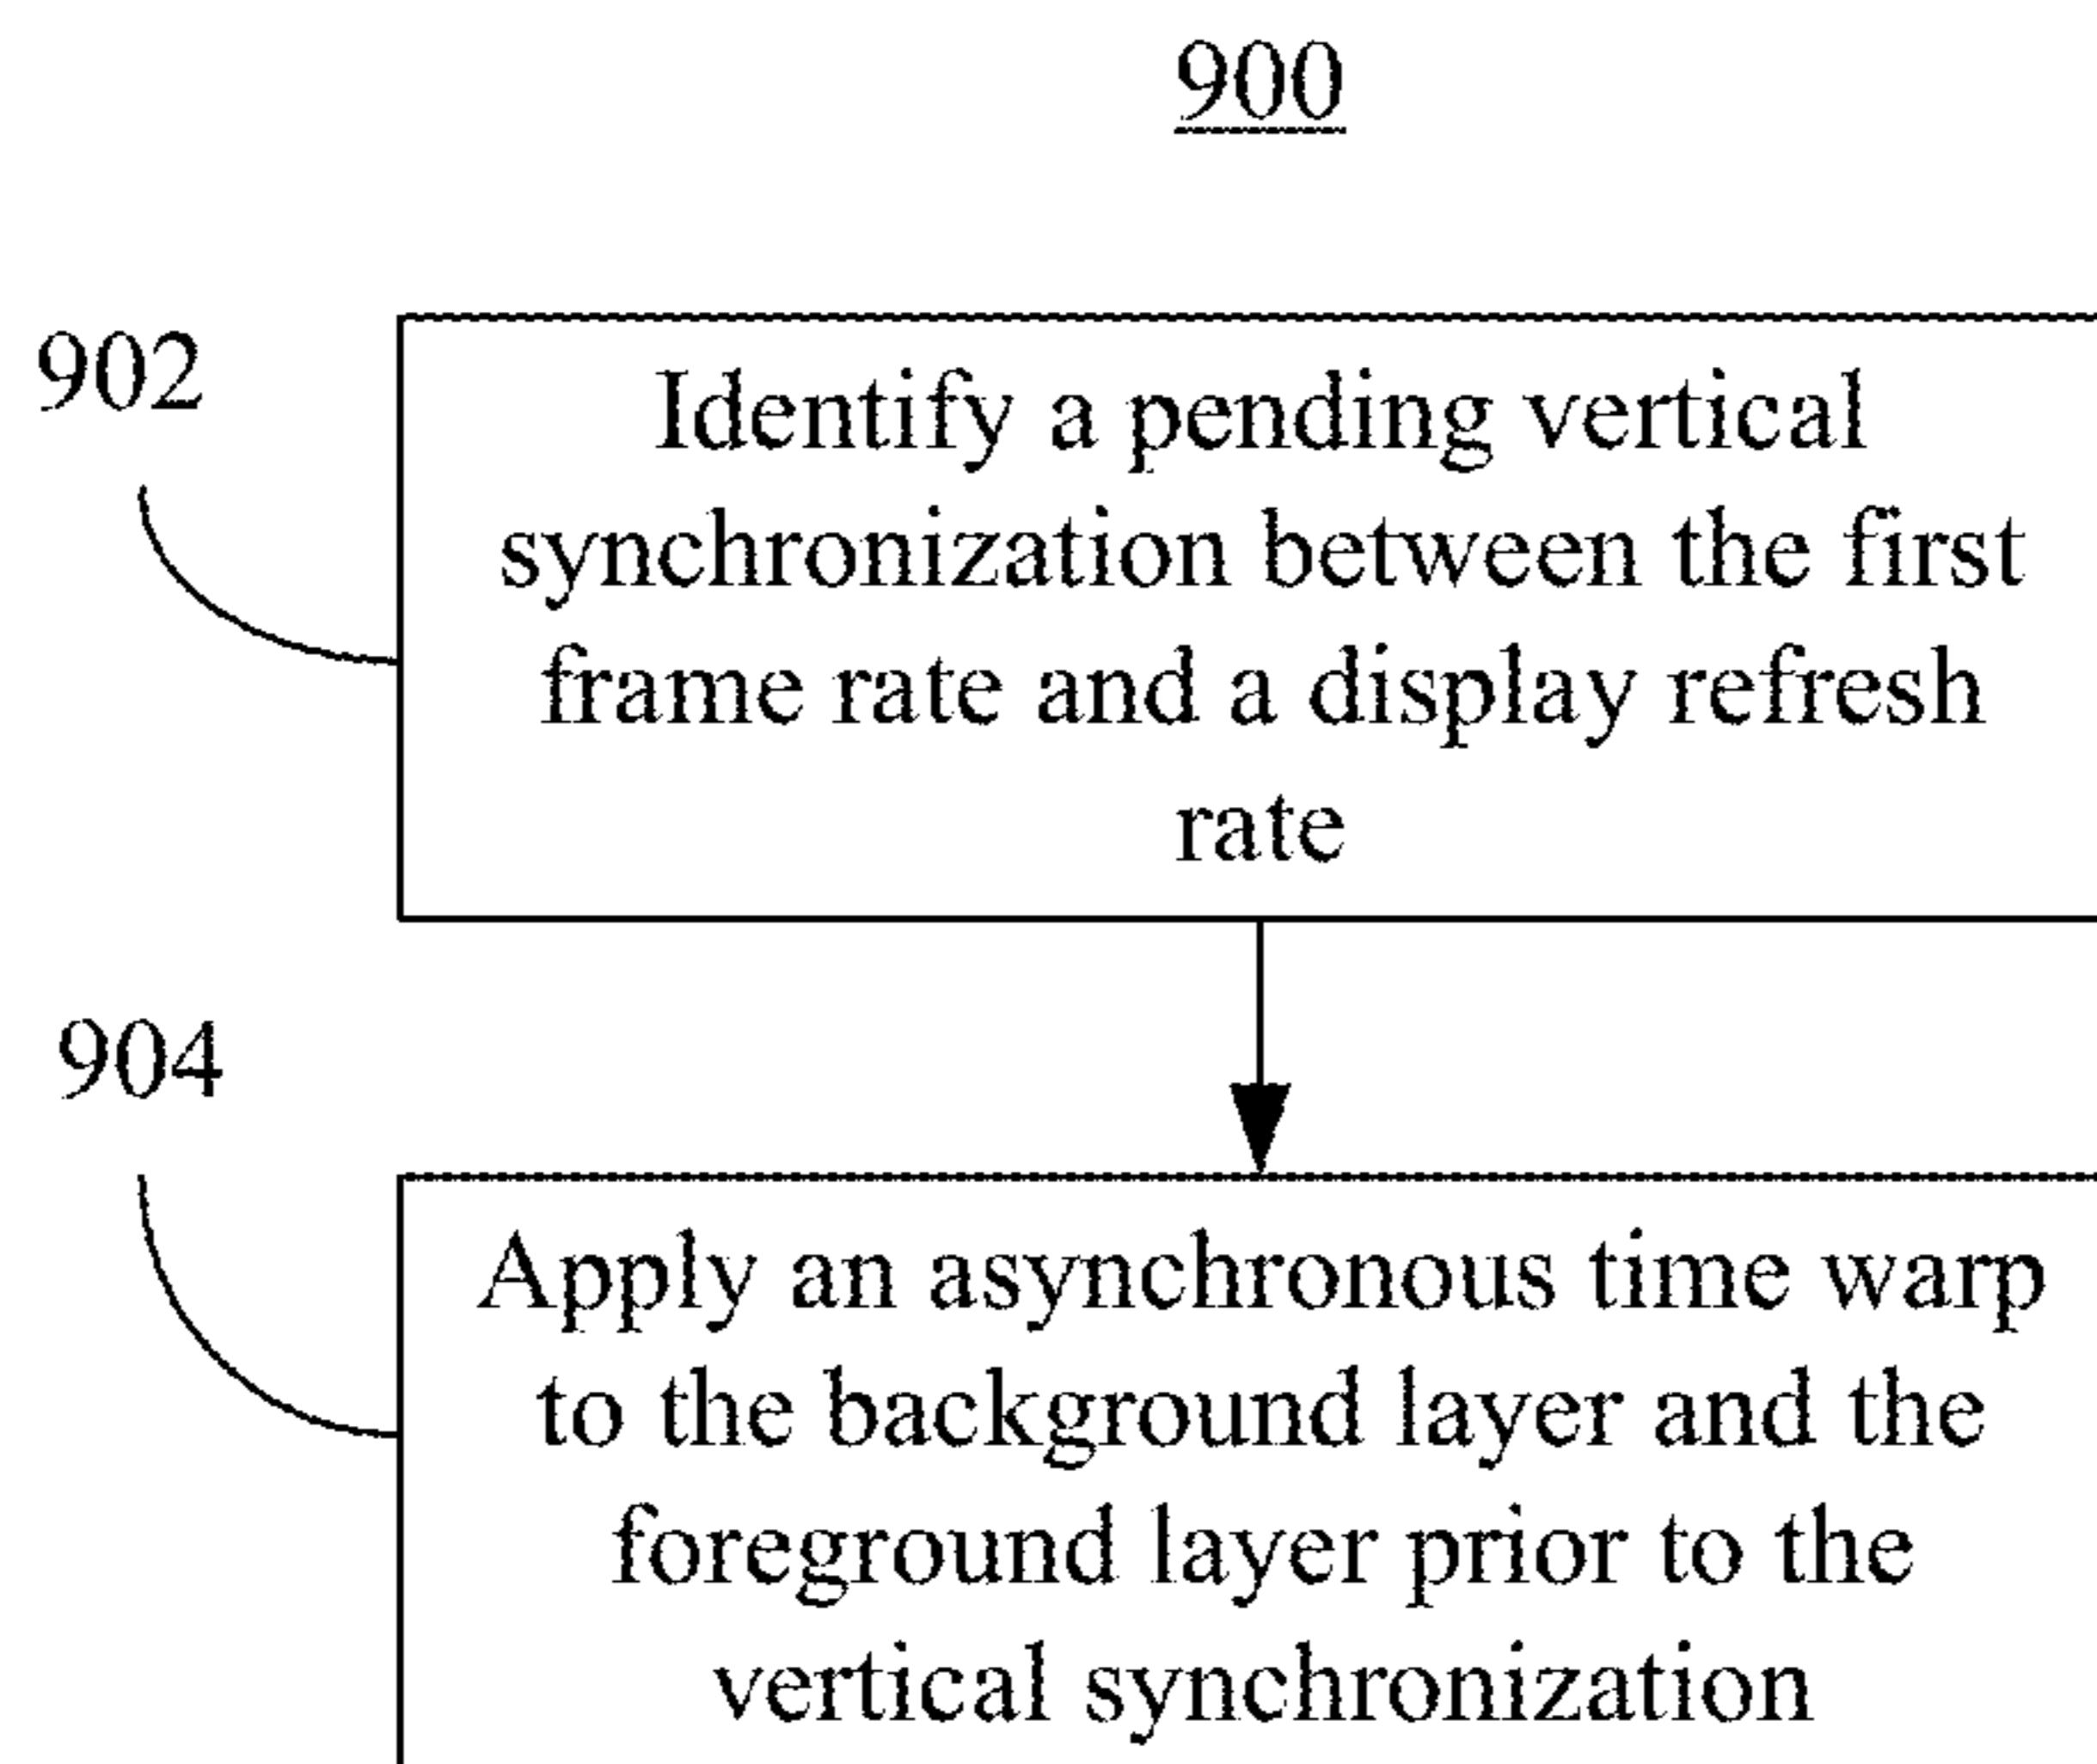 900
902
Identify a pending vertical
synchronization between the first
frame rate and a display refresh
rate
904
Apply an asynchronous time warp
to the background layer and the
foreground layer prior to the
vertical synchronization